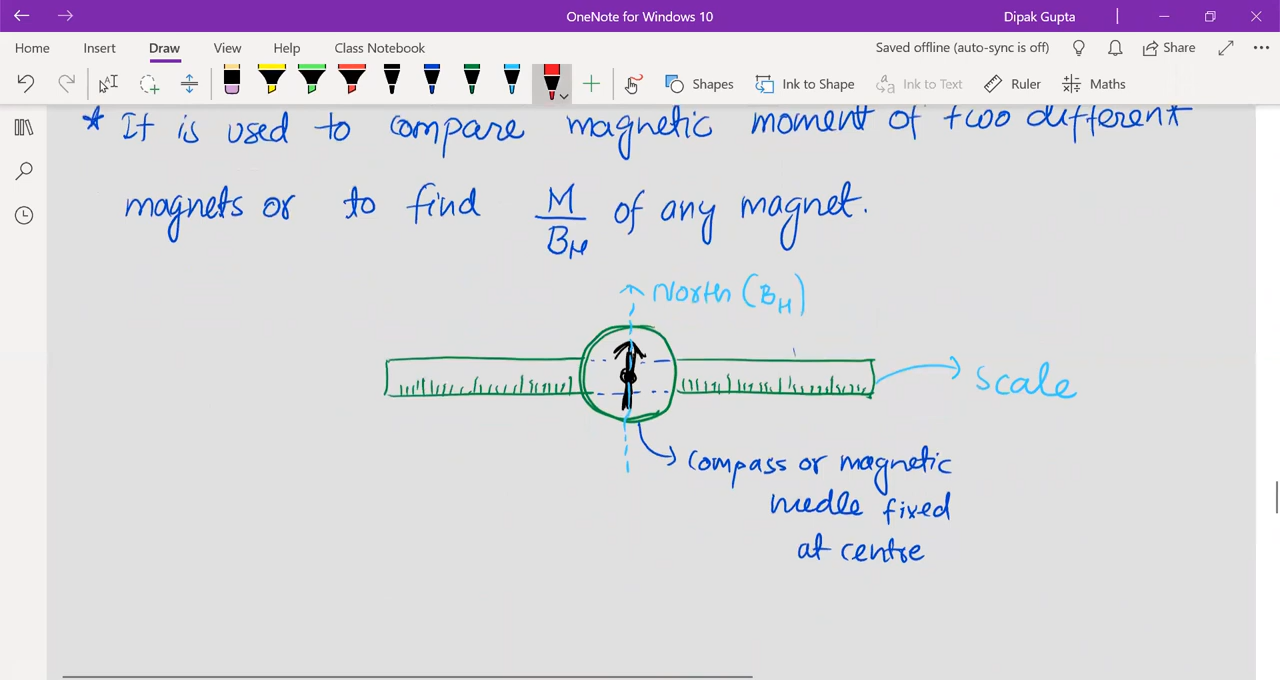 OneNote for Windows 10
Dipak Gupta
Home Insert Draw View Help Class Notebook
Saved offline (auto-sync is off)
Share
Shapes
Ink to Shape
Ink to Text
Ruler
Maths
* It is used to compare magnetic moment of two different
magnets or to find M/BH of any magnet.
North (BH)
scale
Compass or magnetic
needle fixed
at centre